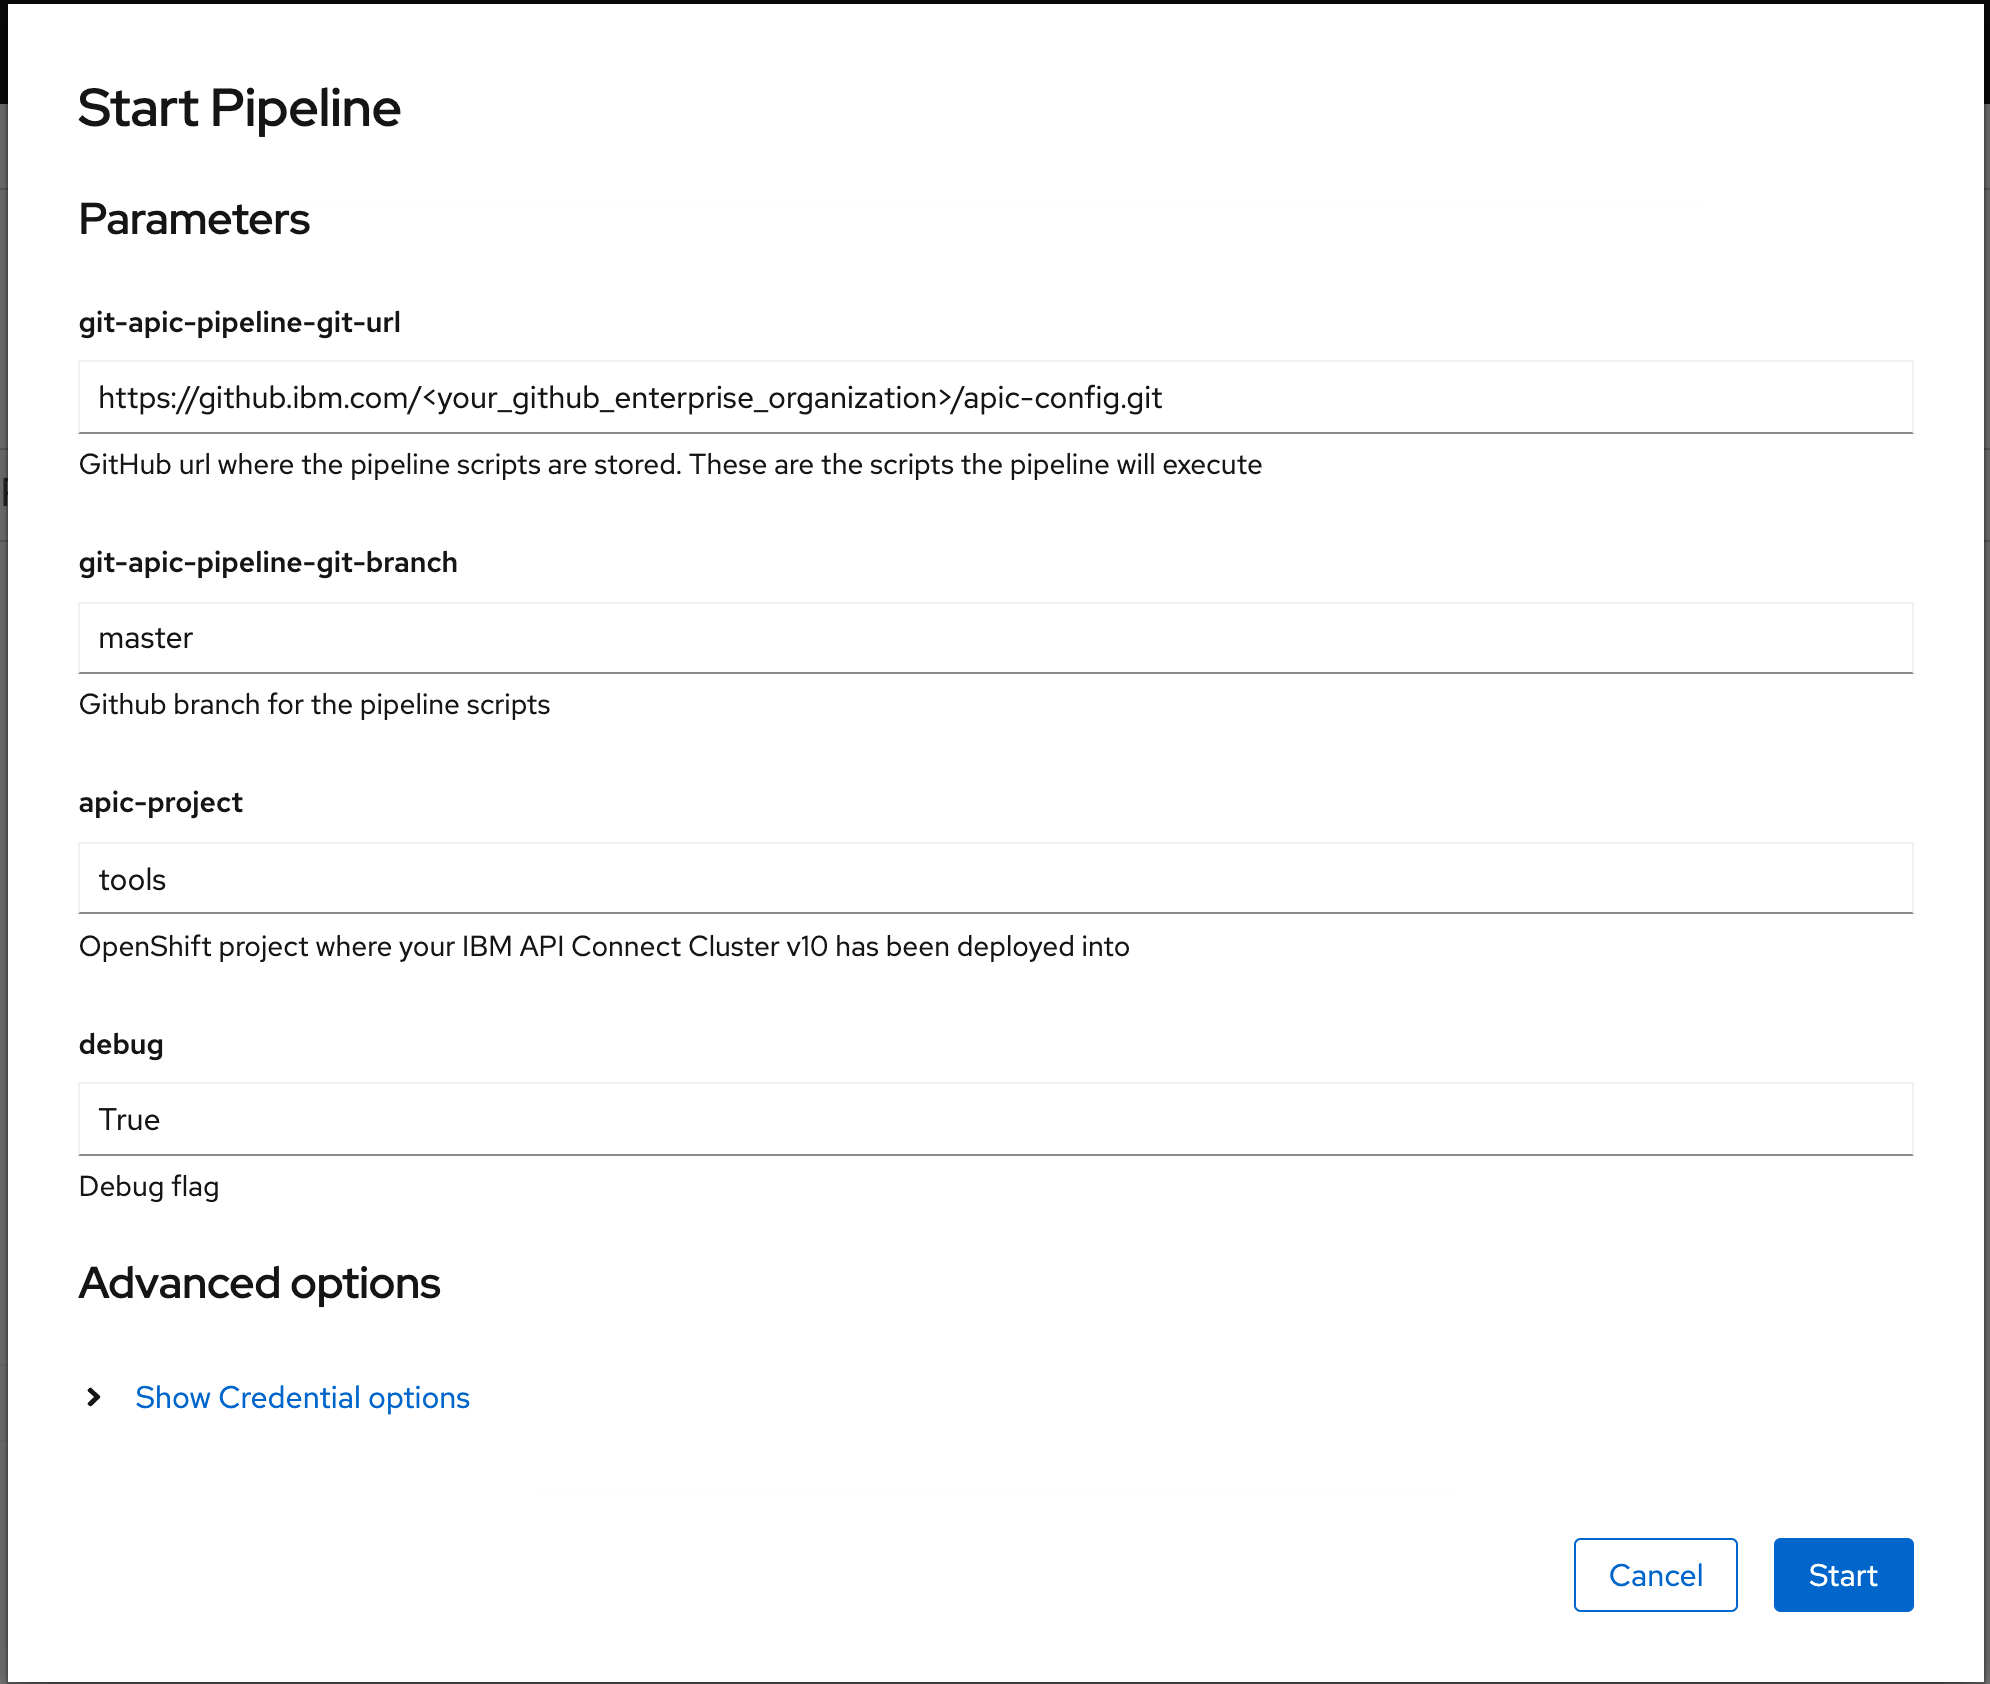 Start Pipeline
Parameters
git-apic-pipeline-git-url
https://github.ibm.com/<your_github_enterprise_organization>/apic-config.git
GitHub url where the pipeline scripts are stored. These are the scripts the pipeline will execute
git-apic-pipeline-git-branch
master
Github branch for the pipeline scripts
apic-project
tools
OpenShift project where your IBM API Connect Cluster v10 has been deployed into
debug
True
Debug flag
Advanced options
Show Credential options
Cancel Start